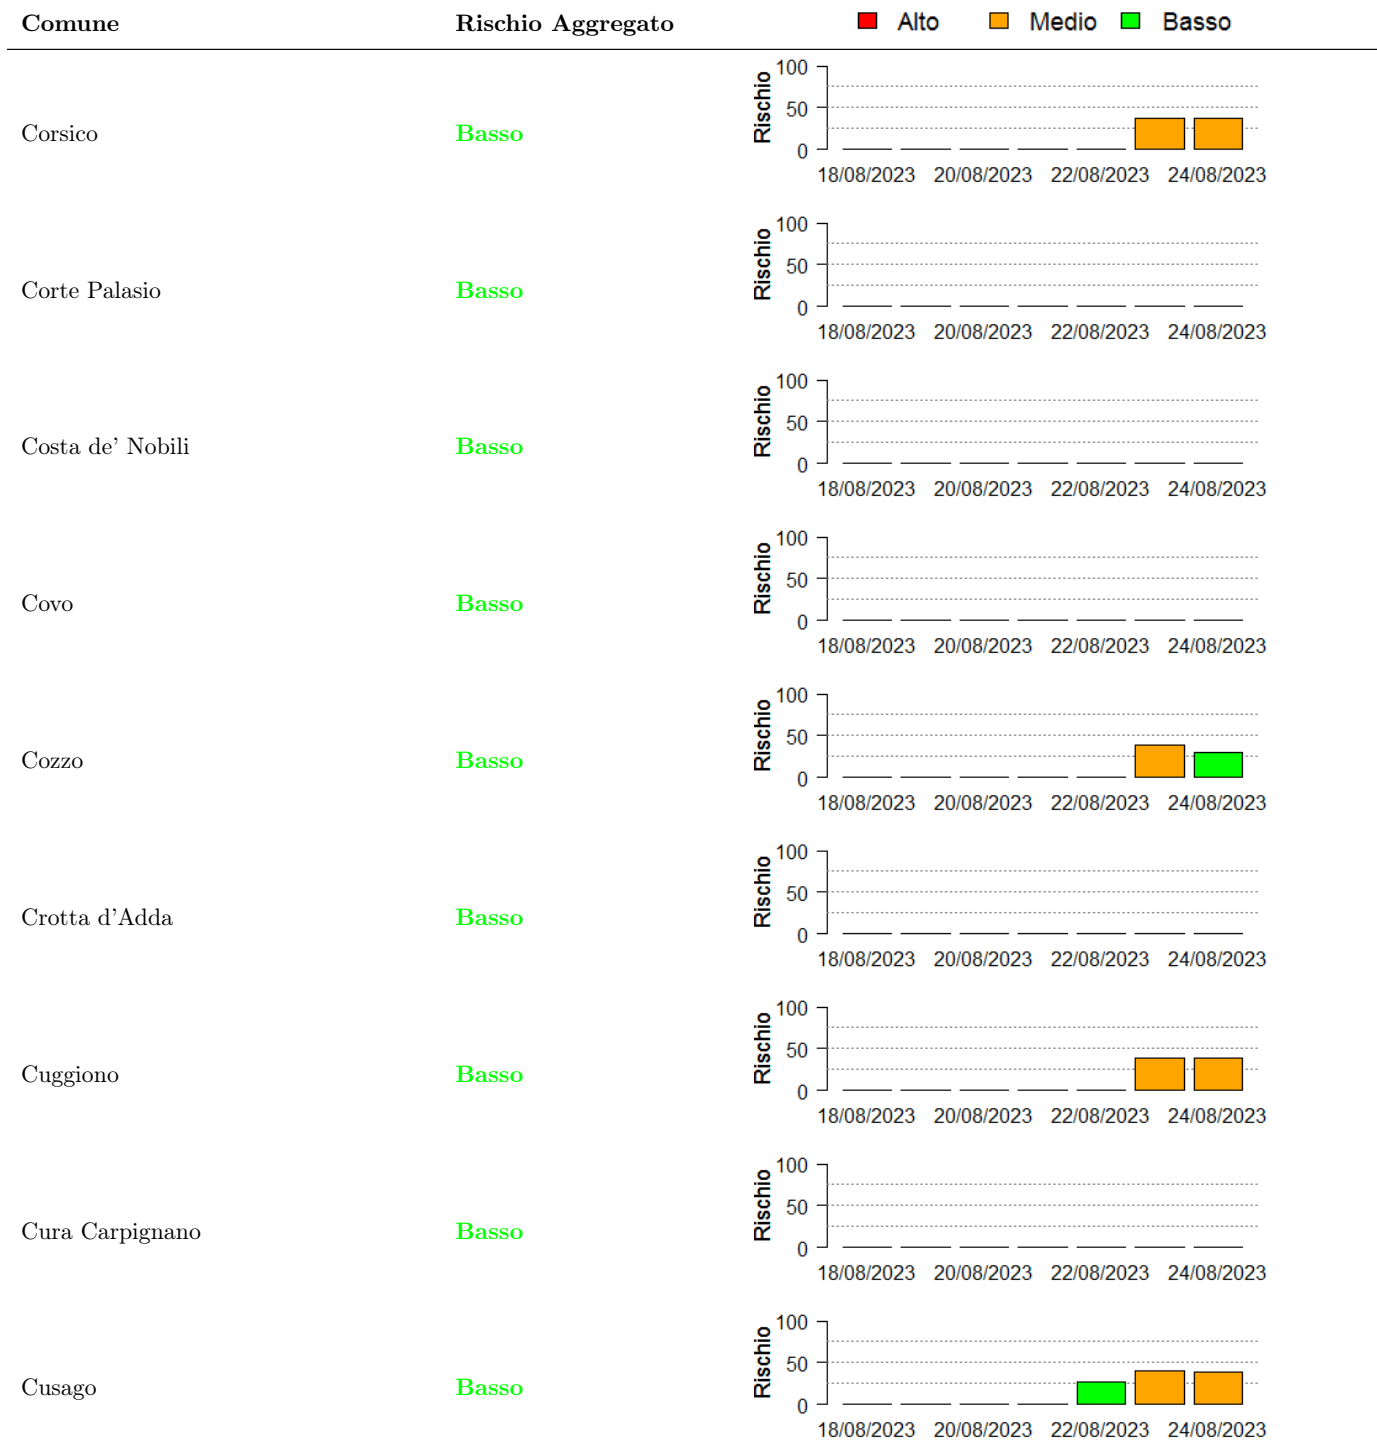 Comune Rischio Aggregato Alto Medio Basso
100
50
0
Rischio
Corsico Basso
18/08/2023 20/08/2023 22/08/2023 24/08/2023
100
50
0
Rischio
Corte Palasio Basso
18/08/2023 20/08/2023 22/08/2023 24/08/2023
100
50
0
Rischio
Costa de' Nobili Basso
18/08/2023 20/08/2023 22/08/2023 24/08/2023
100
50
0
Rischio
Covo Basso
18/08/2023 20/08/2023 22/08/2023 24/08/2023
100
50
0
Rischio
Cozzo Basso
18/08/2023 20/08/2023 22/08/2023 24/08/2023
100
50
0
Rischio
Crotta d'Adda Basso
18/08/2023 20/08/2023 22/08/2023 24/08/2023
100
50
0
Rischio
Cuggiono Basso
18/08/2023 20/08/2023 22/08/2023 24/08/2023
100
50
0
Rischio
Cura Carpignano Basso
18/08/2023 20/08/2023 22/08/2023 24/08/2023
100
50
0
Rischio
Cusago Basso
18/08/2023 20/08/2023 22/08/2023 24/08/2023